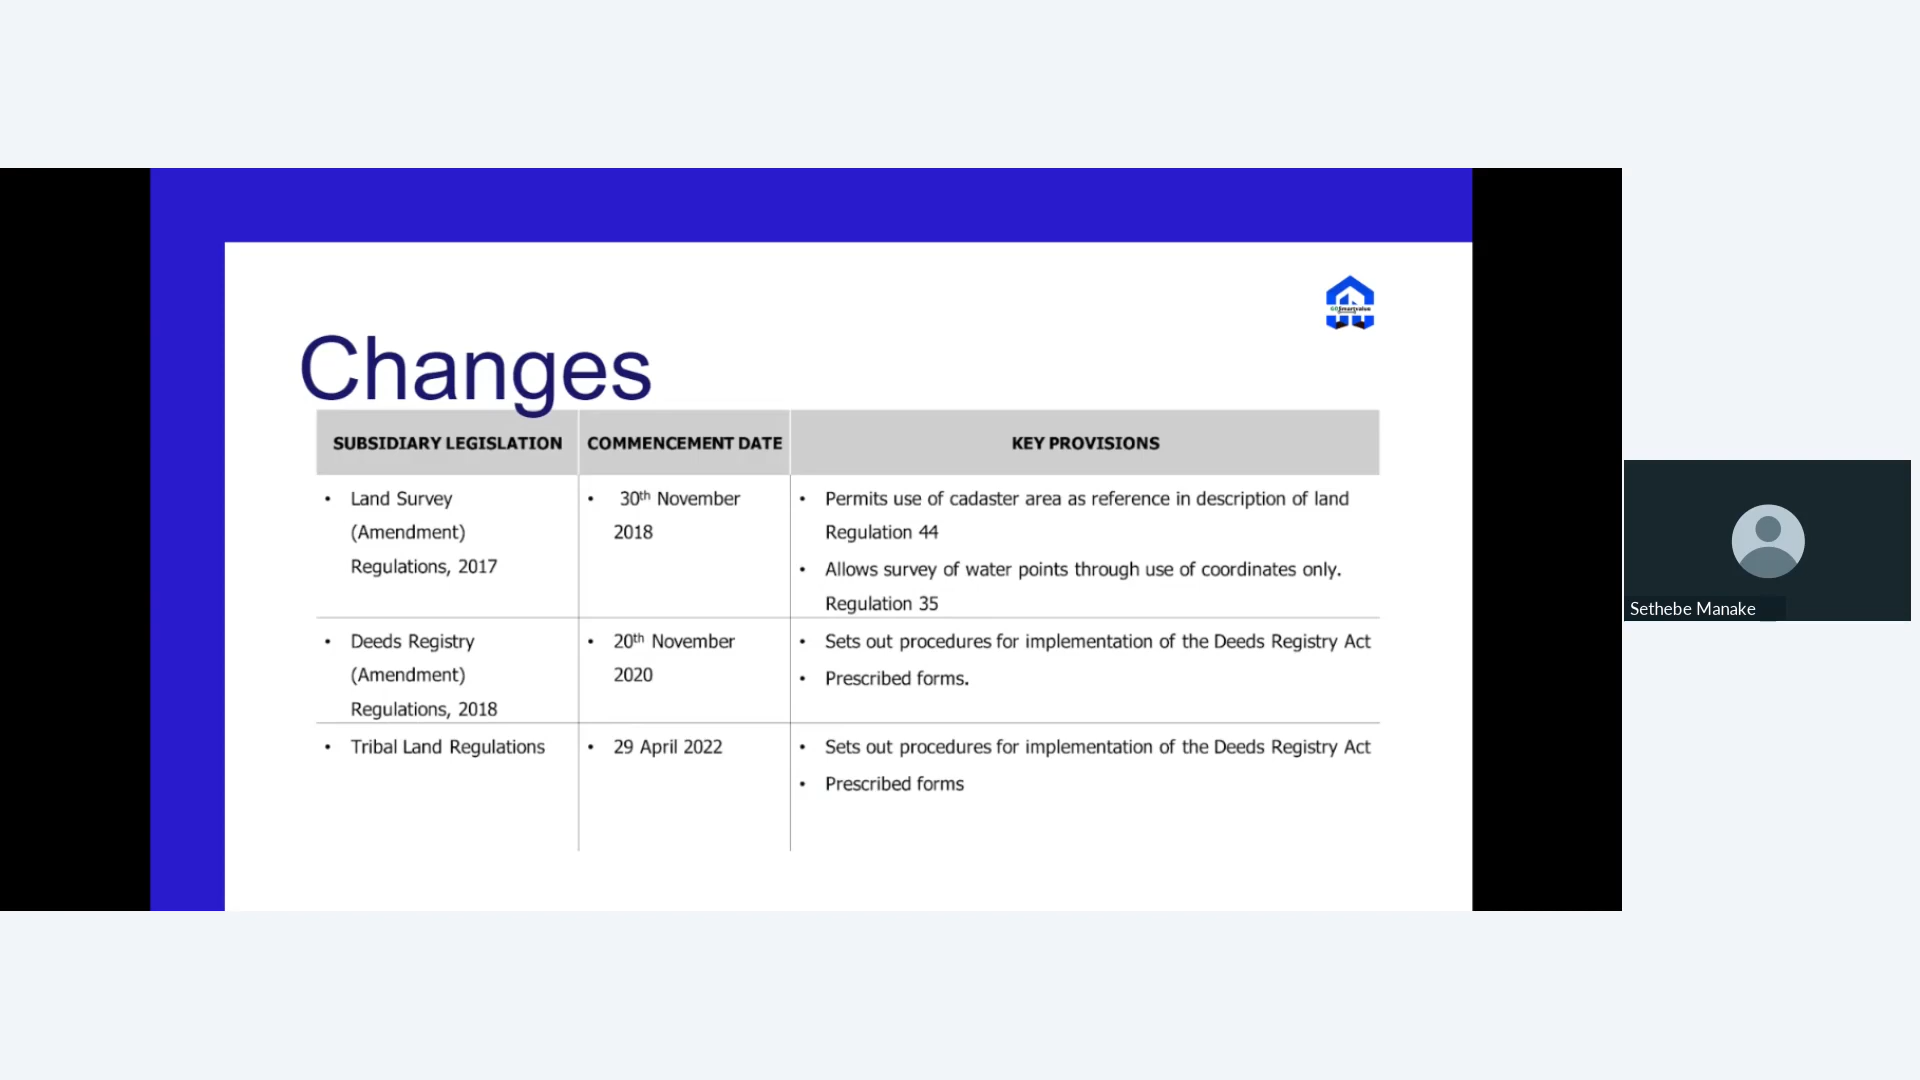 Changes
SUBSIDIARY LEGISLATION COMMENCEMENT DATE KEY PROVISIONS
• Land Survey
(Amendment)
Regulations, 2017
• 30th November
2018
• Permits use of cadaster area as reference in description of land
Regulation 44
• Allows survey of water points through use of coordinates only.
Regulation 35
• Deeds Registry
(Amendment)
Regulations, 2018
• 20th November
2020
• Sets out procedures for implementation of the Deeds Registry Act
• Prescribed forms.
• Tribal Land Regulations
• 29 April 2022
• Sets out procedures for implementation of the Deeds Registry Act
• Prescribed forms
Sethebe Manake